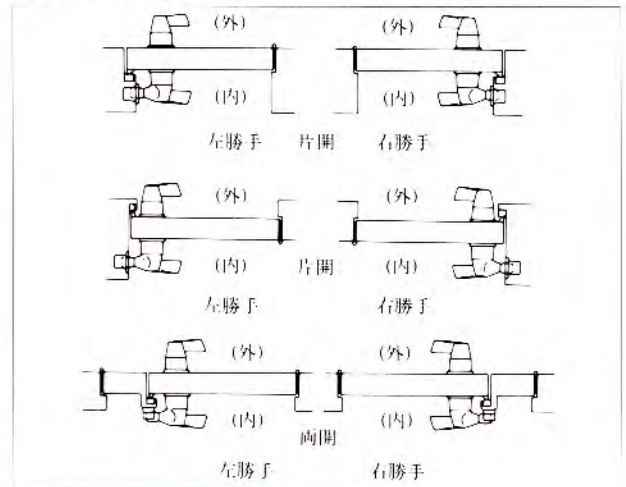 (外) (外)
(内) (内)
左勝手 片開 右勝手
(外) (外)
(内) 片開 (内)
左勝手 右勝手
(外) (外)
(内) 両開 (内)
左勝手 右勝手